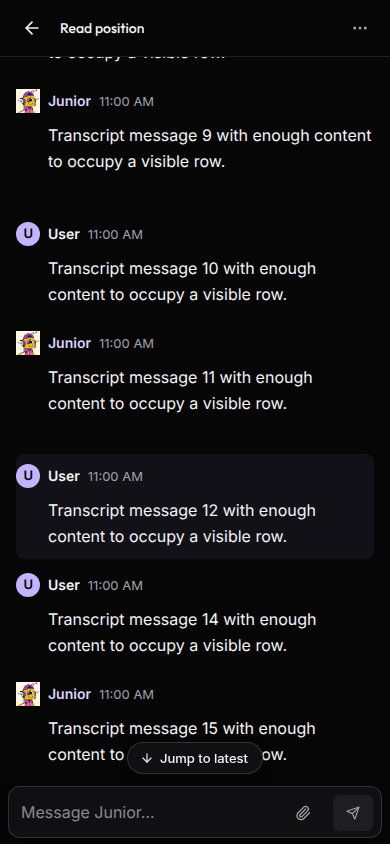 Read position
to occupy a visible row.
Junior 11:00 AM
Transcript message 9 with enough content
to occupy a visible row.
U User 11:00 AM
Transcript message 10 with enough
content to occupy a visible row.
Junior 11:00 AM
Transcript message 11 with enough
content to occupy a visible row.
U User 11:00 AM
Transcript message 12 with enough
content to occupy a visible row.
U User 11:00 AM
Transcript message 14 with enough
content to occupy a visible row.
Junior 11:00 AM
Transcript message 15 with enough
content to
ow.
Jump to latest
Message Junior...